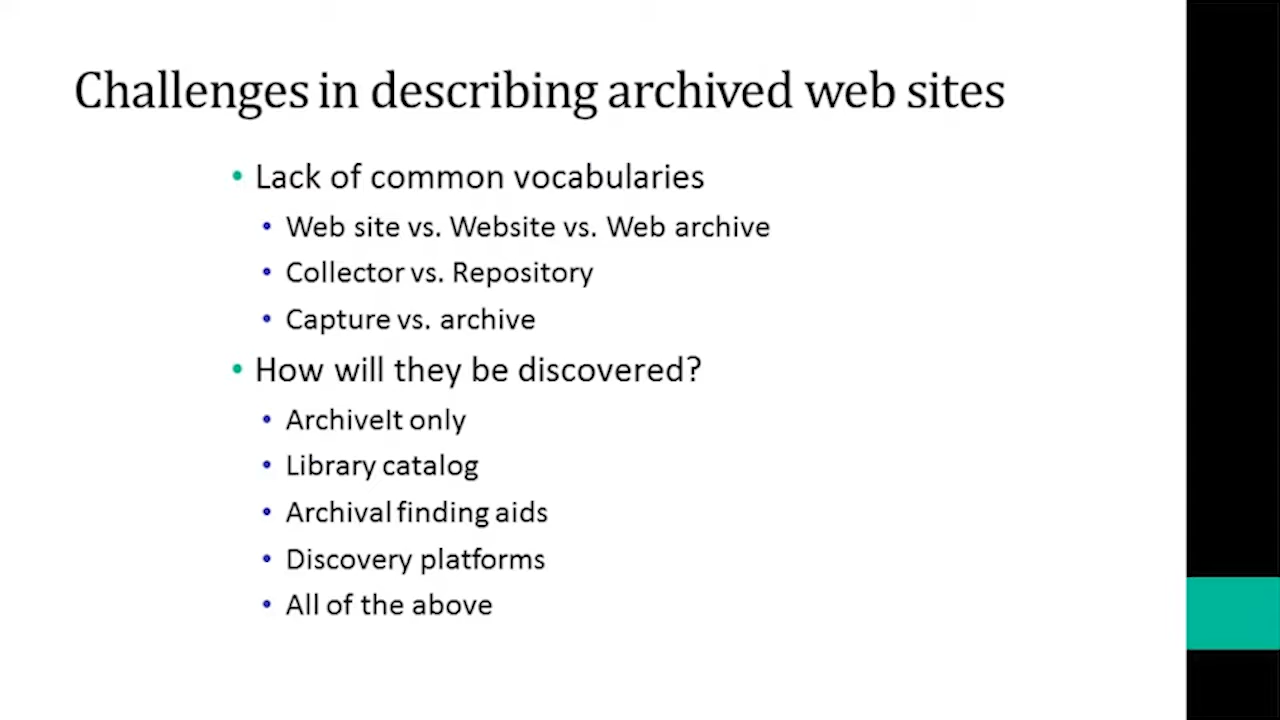 Challenges in describing archived web sites
• Lack of common vocabularies
• Web site vs. Website vs. Web archive
• Collector vs. Repository
• Capture vs. archive
• How will they be discovered?
• ArchiveIt only
• Library catalog
• Archival finding aids
• Discovery platforms
• All of the above